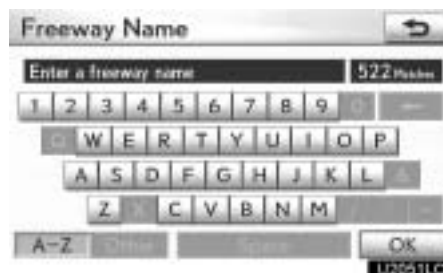 Freeway Name
Enter a freeway name 522 Matches
1 2 3 4 5 6 7 8 9 0
Q W E R T Y U I O P
A S D F G H J K L
Z X C V B N M / -
A-Z Other Space OK